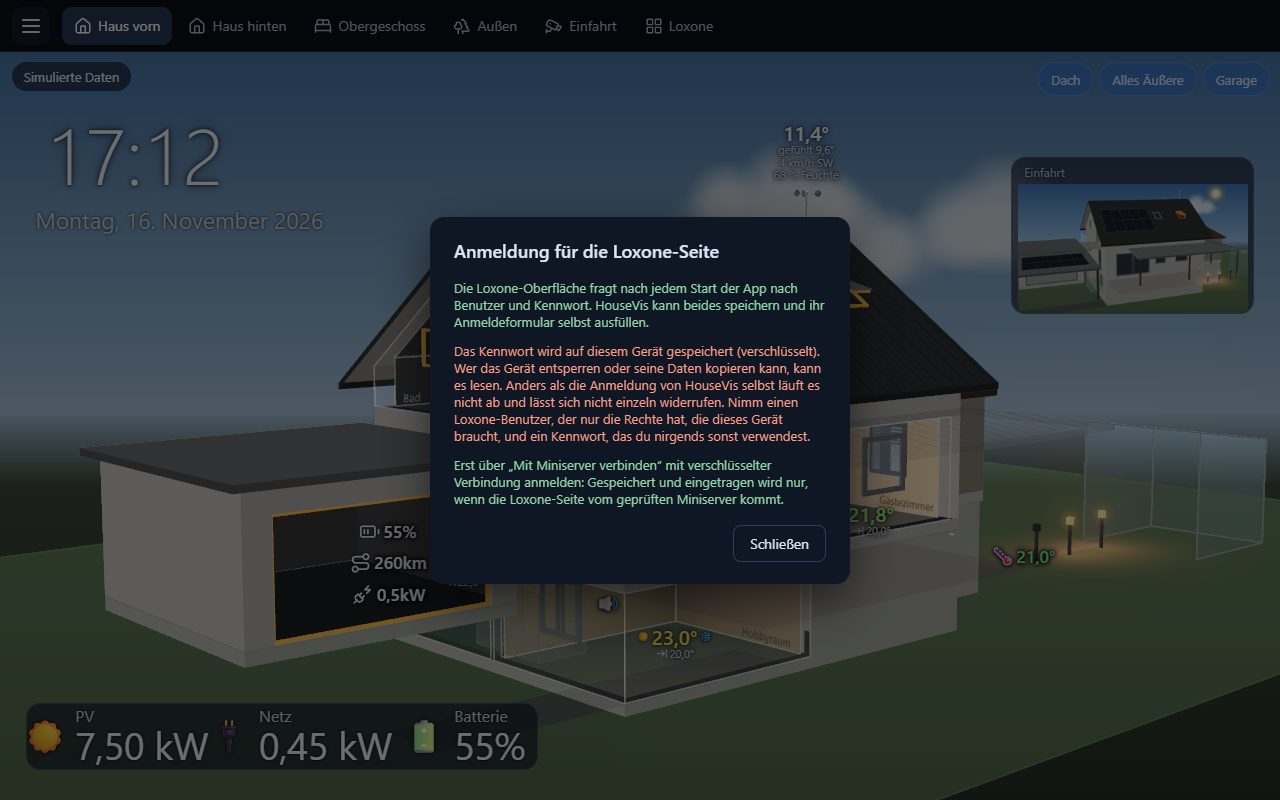 Haus vorn
Haus hinten
Obergeschoss
Außen
Einfahrt
Loxone
Simulierte Daten
Dach
Alles Äußere
Garage
17:12
Montag, 16. November 2026
11,4°
gefühlt 9,6°
4 km/h SW
68 % Feuchte
Einfahrt
Anmeldung für die Loxone-Seite
Die Loxone-Oberfläche fragt nach jedem Start der App nach
Benutzer und Kennwort. HouseVis kann beides speichern und ihr
Anmeldeformular selbst ausfüllen.
Das Kennwort wird auf diesem Gerät gespeichert (verschlüsselt).
Wer das Gerät entsperren oder seine Daten kopieren kann, kann
es lesen. Anders als die Anmeldung von HouseVis selbst läuft es
nicht ab und lässt sich nicht einzeln widerrufen. Nimm einen
Loxone-Benutzer, der nur die Rechte hat, die dieses Gerät
braucht, und ein Kennwort, das du nirgends sonst verwendest.
Erst über „Mit Miniserver verbinden“ mit verschlüsselter
Verbindung anmelden: Gespeichert und eingetragen wird nur,
wenn die Loxone-Seite vom geprüften Miniserver kommt.
Schließen
Bad
Gästezimmer
21,8°
20,0°
21,0°
55%
260km
0,5kW
23,0°
20,0°
Hobbyraum
PV
7,50 kW
Netz
0,45 kW
Batterie
55%